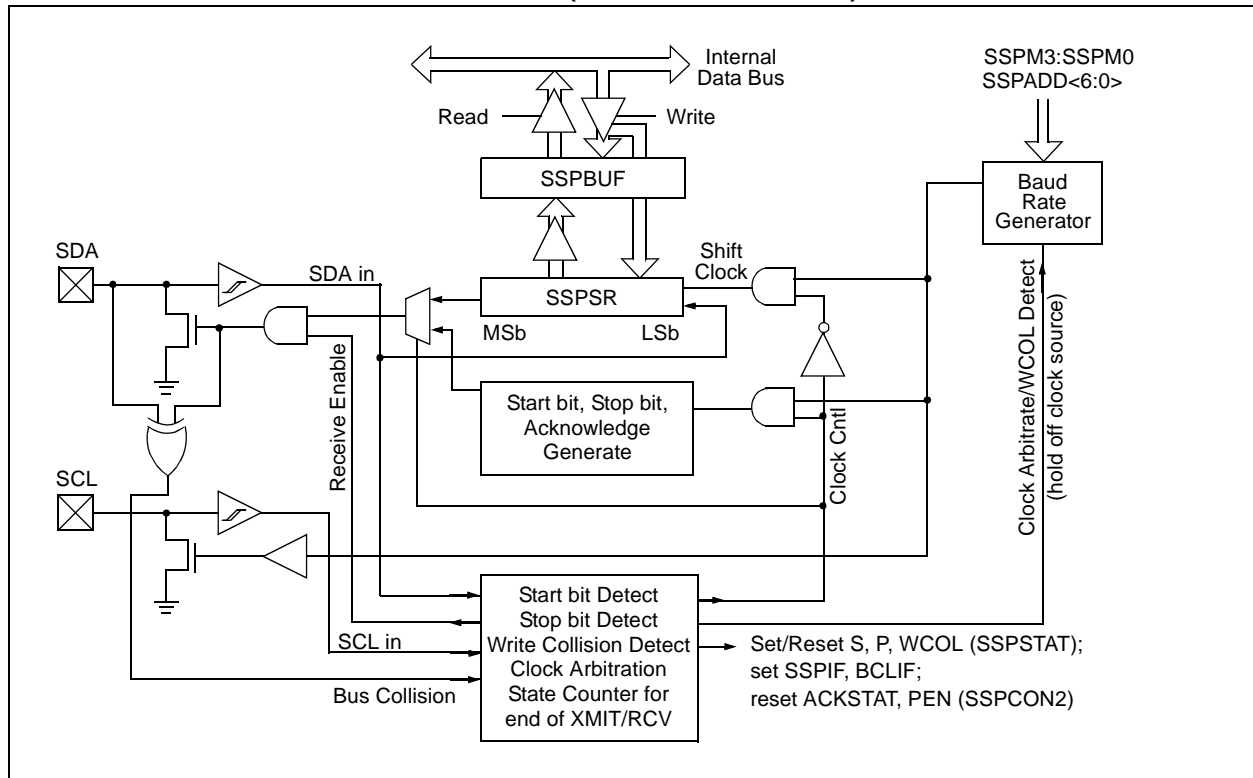 Internal
Data Bus
SSPM3:SSPM0
SSPADD<6:0>
Read
Write
SSPBUF
Baud
Rate
Generator
SDA
Shift
Clock
SDA in
SSPSR
MSb
LSb
Start bit, Stop bit,
Acknowledge
Generate
Receive Enable
Clock Cntl
Clock Arbitrate/WCOL Detect
(hold off clock source)
SCL
Start bit Detect
Stop bit Detect
Write Collision Detect
Clock Arbitration
State Counter for
end of XMIT/RCV
SCL in
Bus Collision
Set/Reset S, P, WCOL (SSPSTAT);
set SSPIF, BCLIF;
reset ACKSTAT, PEN (SSPCON2)